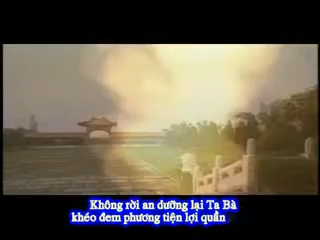 Không rời an dưỡng lại Ta Bà
khéo đem phương tiện lợi quần